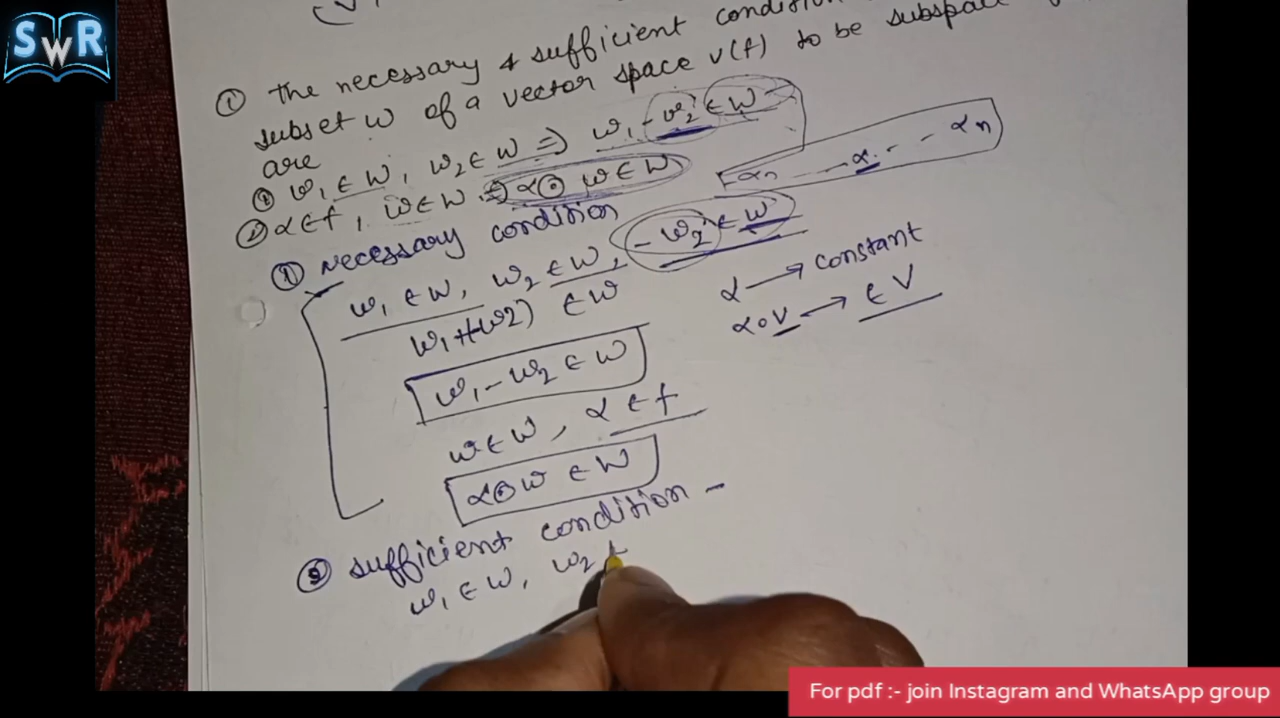 SWR
① The necessary & sufficient condition
subset W of a vector space V(f) to be subspace
are
① w₁ ∈ W, w₂ ∈ W ⇒ w₁ - w₂ ∈ W
② α ∈ f, w ∈ W ⇒ α⊙ w ∈ W
① Necessary condition
w₁ ∈ W, w₂ ∈ W, - w₂ ∈ W
w₁+(-w2) ∈ W
w₁ - w₂ ∈ W
w ∈ W, α ∈ f
α⊙w ∈ W
α → constant
α∘V → ∈ V
② Sufficient condition -
w₁ ∈ W, w₂
For pdf :- join Instagram and WhatsApp group